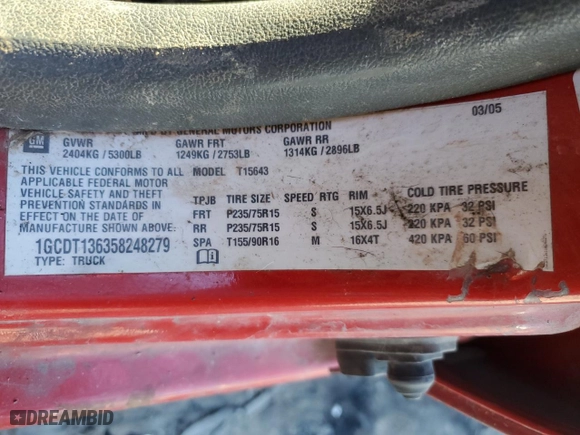 MFD BY GENERAL MOTORS CORPORATION
03/05
GM GVWR GAWR FRT GAWR RR
2404KG / 5300LB 1249KG / 2753LB 1314KG / 2896LB
THIS VEHICLE CONFORMS TO ALL
APPLICABLE FEDERAL MOTOR
VEHICLE SAFETY AND THEFT
PREVENTION STANDARDS IN
EFFECT ON THE DATE OF
MANUFACTURE SHOWN ABOVE.
1GCDT136358248279
TYPE: TRUCK
MODEL T15643
TPJB TIRE SIZE SPEED RTG RIM COLD TIRE PRESSURE
FRT P235/75R15 S 15X6.5J 220 KPA 32 PSI
RR P235/75R15 S 15X6.5J 220 KPA 32 PSI
SPA T155/90R16 M 16X4T 420 KPA 60 PSI
DREAMBID